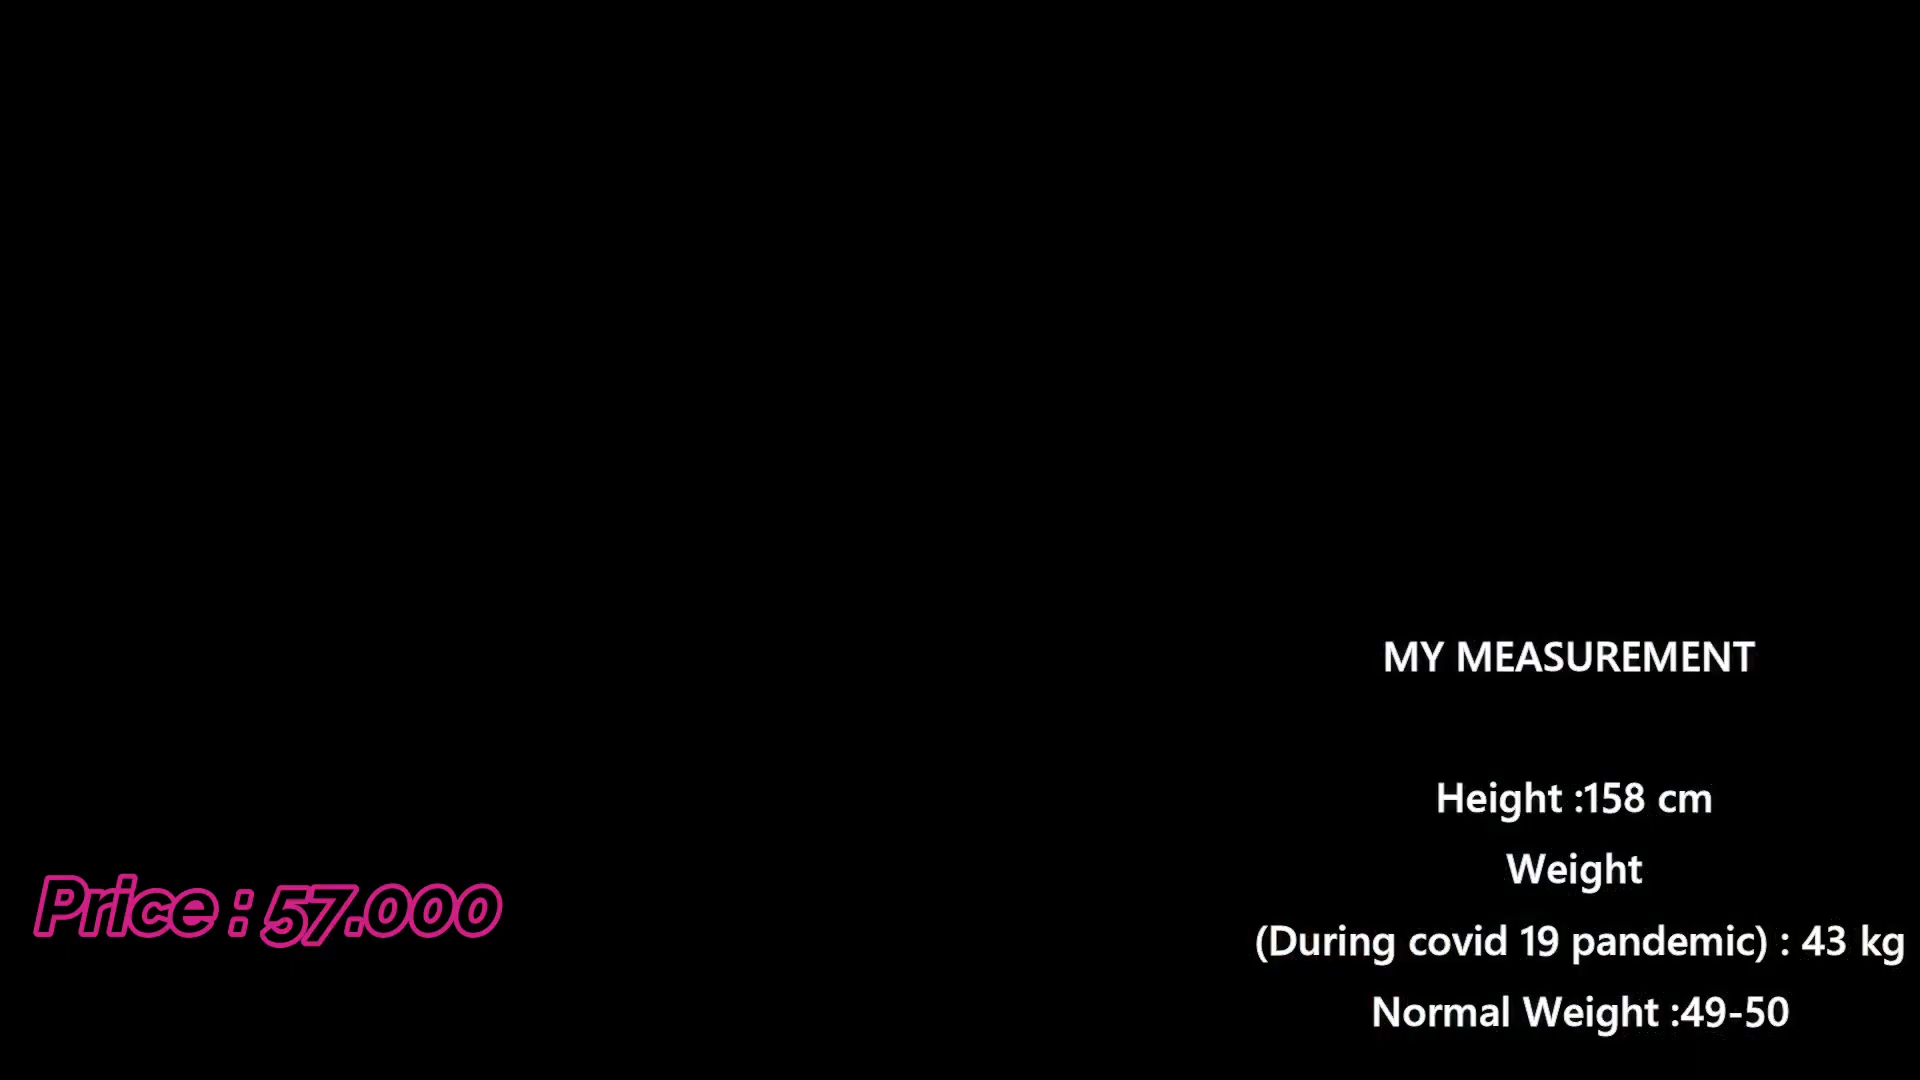 MY MEASUREMENT
Height :158 cm
Weight
(During covid 19 pandemic) : 43 kg
Normal Weight :49-50
Price : 57.000